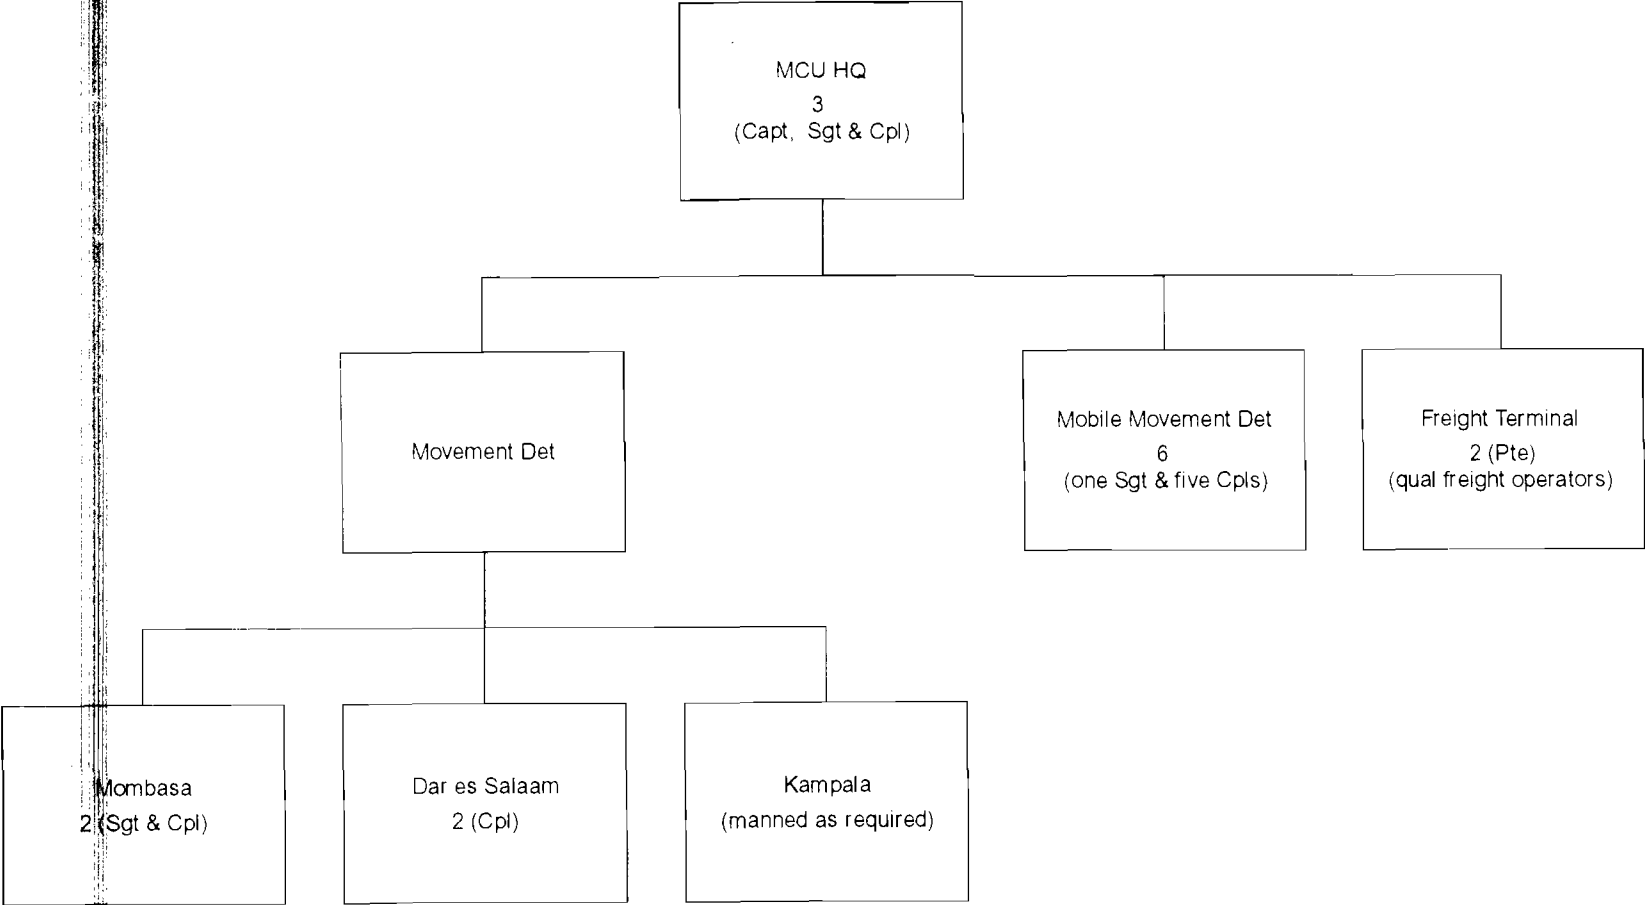 MCU HQ
3
(Capt, Sgt & Cpl)
Movement Det
Mobile Movement Det
6
(one Sgt & five Cpls)
Freight Terminal
2 (Pte)
(qual freight operators)
Mombasa
2 (Sgt & Cpl)
Dar es Salaam
2 (Cpl)
Kampala
(manned as required)